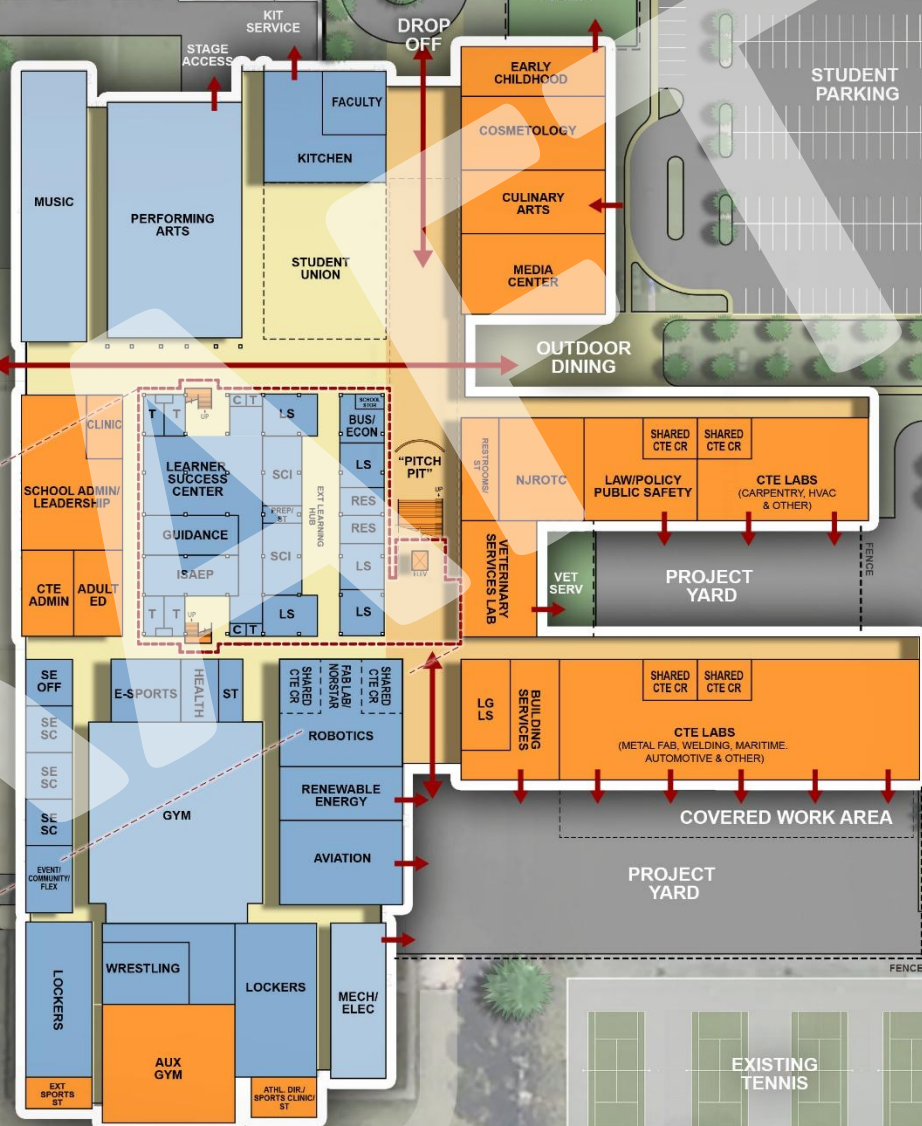 KIT
SERVICE
DROP
OFF
STAGE
ACCESS
EARLY
CHILDHOOD
STUDENT
PARKING
FACULTY
COSMETOLOGY
KITCHEN
MUSIC
PERFORMING
ARTS
CULINARY
ARTS
STUDENT
UNION
MEDIA
CENTER
OUTDOOR
DINING
CLINIC
T
T
UP
C
T
LS
BUS/
ECON
SCHOOL ADMIN/
LEADERSHIP
LEARNER
SUCCESS
CENTER
SCI
LS
"PITCH
PIT"
UP
RESTROOMS/
ST
NJROTC
LAW/POLICY
PUBLIC SAFETY
SHARED
CTE CR
SHARED
CTE CR
CTE LABS
(CARPENTRY, HVAC
& OTHER)
EXT LEARNING
HUB
RES
RES
GUIDANCE
ISAEP
SCI
LS
ELEV
VETERINARY
SERVICES LAB
VET
SERV
PROJECT
YARD
FENCE
CTE
ADMIN
ADULT
ED
T
T
UP
C
T
LS
LS
SE
OFF
E-SPORTS
HEALTH
ST
SHARED
CTE CR
FAB LAB/
NORSTAR
SHARED
CTE CR
ROBOTICS
SE
SC
SE
SC
SE
SC
LG
LS
BUILDING
SERVICES
SHARED
CTE CR
SHARED
CTE CR
CTE LABS
(METAL FAB, WELDING, MARITIME.
AUTOMOTIVE & OTHER)
RENEWABLE
ENERGY
GYM
COVERED WORK AREA
AVIATION
EVENT/
COMMUNITY/
FLEX
PROJECT
YARD
LOCKERS
WRESTLING
LOCKERS
MECH/
ELEC
FENCE
AUX
GYM
EXT
SPORTS
ST
ATHL. DIR./
SPORTS CLINIC/
ST
EXISTING
TENNIS